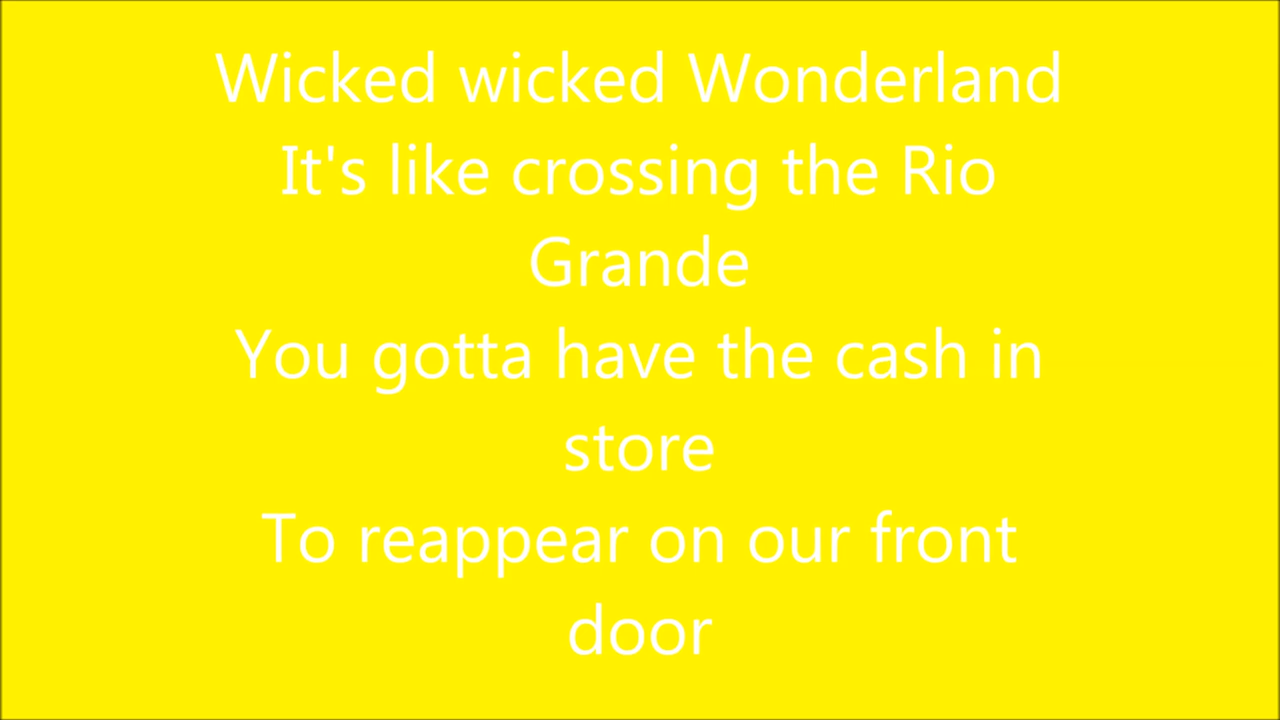 Wicked wicked Wonderland
It's like crossing the Rio
Grande
You gotta have the cash in
store
To reappear on our front
door